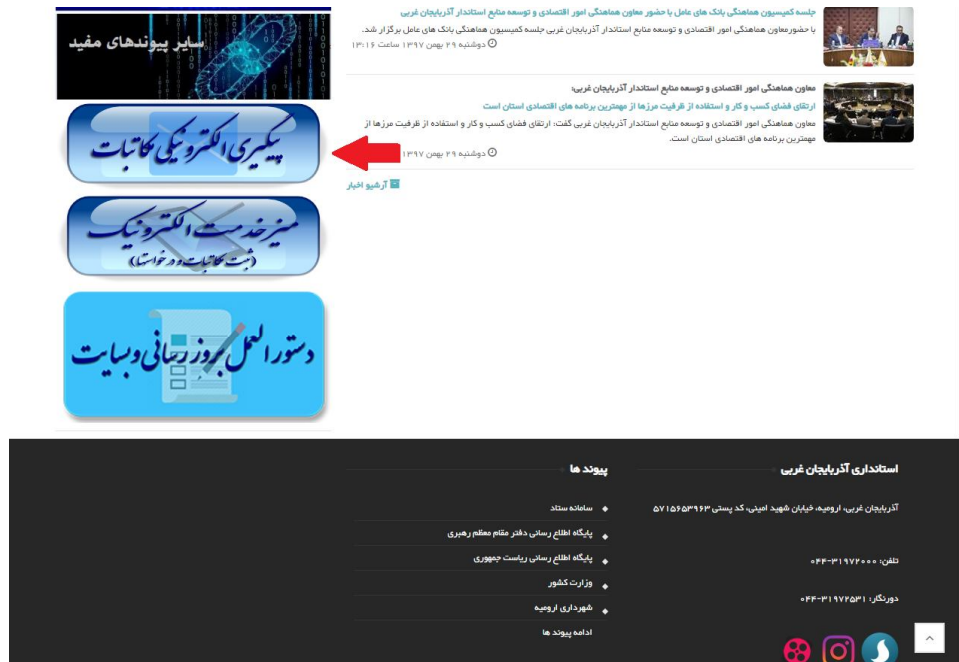 جلسه کمیسیون هماهنگی بانک های عامل با حضور معاون هماهنگی امور اقتصادی و توسعه منابع استاندار آذربایجان غربی
با حضورمعاون هماهنگی امور اقتصادی و توسعه منابع استاندار آذربایجان غربی جلسه کمیسیون هماهنگی بانک های عامل برگزار شد.
دوشنبه ۲۹ بهمن ۱۳۹۷ ساعت ۱۳:۱۶
معاون هماهنگی امور اقتصادی و توسعه منابع استاندار آذربایجان غربی:
ارتقای فضای کسب و کار و استفاده از ظرفیت مرزها از مهمترین برنامه های اقتصادی استان است
معاون هماهنگی امور اقتصادی و توسعه منابع استاندار آذربایجان غربی گفت: ارتقای فضای کسب و کار و استفاده از ظرفیت مرزها از
مهمترین برنامه های اقتصادی استان است.
دوشنبه ۲۹ بهمن ۱۳۹۷
آرشیو اخبار
سایر پیوندهای مفید
پیگیری الکترونیکی مکاتبات
میز خدمت الکترونیک
(ثبت مکاتبات و درخواستها)
دستورالعمل بروزرسانی وبسایت
استانداری آذربایجان غربی
آذربایجان غربی، ارومیه، خیابان شهید امینی، کد پستی ۵۷۱۵۶۵۳۹۶۳
تلفن: ۳۱۹۷۲۰۰۰-۰۴۴
دورنگار: ۳۱۹۷۲۵۳۱-۰۴۴
پیوند ها
سامانه ستاد
پایگاه اطلاع رسانی دفتر مقام معظم رهبری
پایگاه اطلاع رسانی ریاست جمهوری
وزارت کشور
شهرداری ارومیه
ادامه پیوند ها